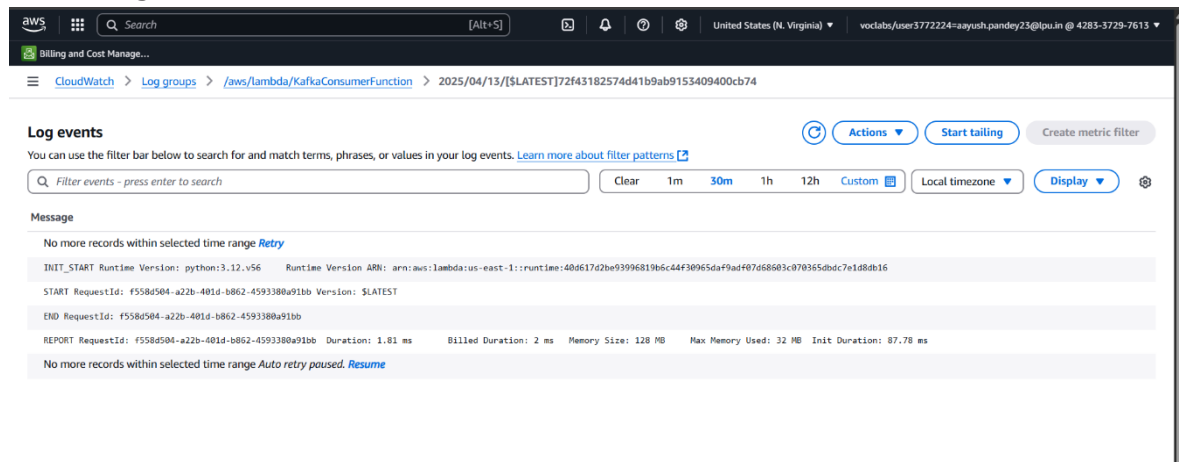 aws Search [Alt+S] United States (N. Virginia) ▼ voclabs/user3772224=aayush.pandey23@lpu.in @ 4283-3729-7613 ▼
Billing and Cost Manage...
CloudWatch > Log groups > /aws/lambda/KafkaConsumerFunction > 2025/04/13/[$LATEST]72f43182574d41b9ab9153409400cb74
Log events Actions ▼ Start tailing Create metric filter
You can use the filter bar below to search for and match terms, phrases, or values in your log events. Learn more about filter patterns
Filter events - press enter to search Clear 1m 30m 1h 12h Custom Local timezone ▼ Display ▼
Message
No more records within selected time range Retry
INIT_START Runtime Version: python:3.12.v56 Runtime Version ARN: arn:aws:lambda:us-east-1::runtime:40d617d2be93996819b6c44f30965daf9adf07d68603c070365dbdc7e1d8db16
START RequestId: f558d504-a22b-401d-b862-4593380a91bb Version: $LATEST
END RequestId: f558d504-a22b-401d-b862-4593380a91bb
REPORT RequestId: f558d504-a22b-401d-b862-4593380a91bb Duration: 1.81 ms Billed Duration: 2 ms Memory Size: 128 MB Max Memory Used: 32 MB Init Duration: 87.78 ms
No more records within selected time range Auto retry paused. Resume